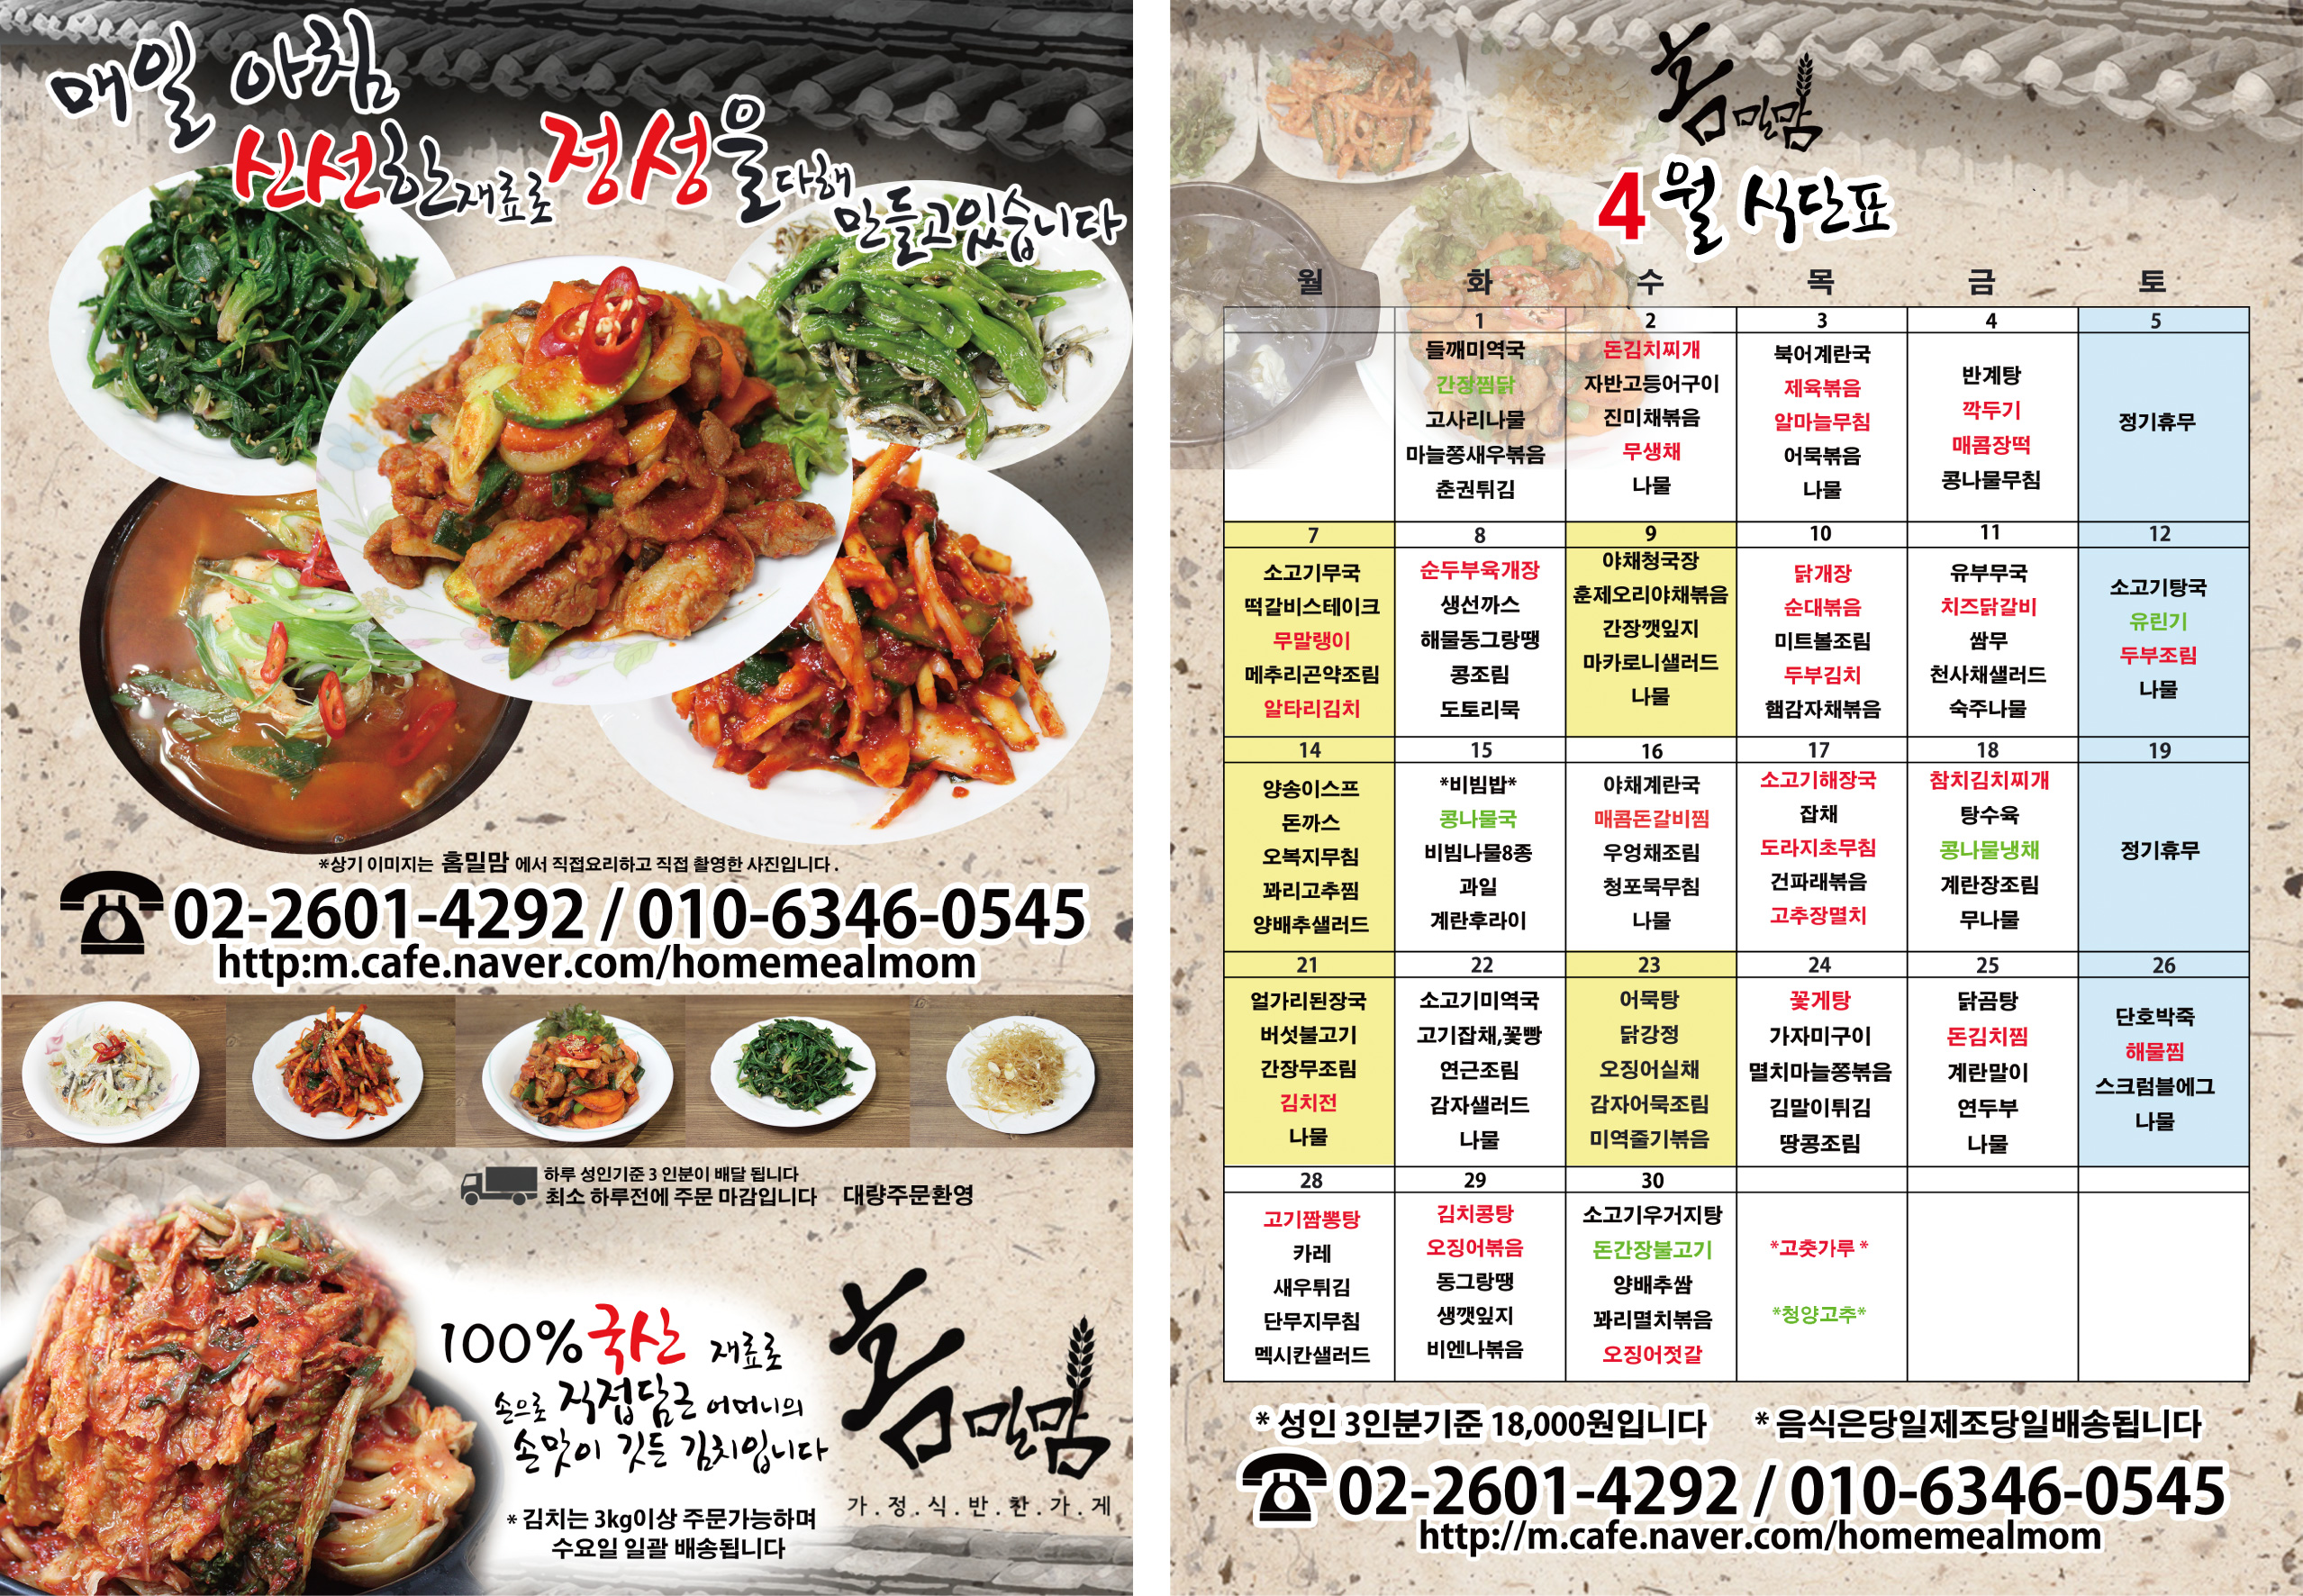 매일 아침
신선한재료로 정성을다해
만들고있습니다
*상기 이미지는 홈밀맘 에서 직접요리하고 직접 촬영한 사진입니다.
02-2601-4292 / 010-6346-0545
http:m.cafe.naver.com/homemealmom
하루 성인기준 3 인분이 배달 됩니다
최소 하루전에 주문 마감입니다 대량주문환영
100%국산 재료로
손으로 직접담근 어머니의
손맛이 깃든 김치입니다
* 김치는 3kg이상 주문가능하며
수요일 일괄 배송됩니다
홈밀맘
가.정.식.반.찬.가.게
홈밀맘
4월 식단표
월 화 수 목 금 토
1
들깨미역국
간장찜닭
고사리나물
마늘쫑새우볶음
춘권튀김
2
돈김치찌개
자반고등어구이
진미채볶음
무생채
나물
3
북어계란국
제육볶음
알마늘무침
어묵볶음
나물
4
반계탕
깍두기
매콤장떡
콩나물무침
5
정기휴무
7
소고기무국
떡갈비스테이크
무말랭이
메추리곤약조림
알타리김치
8
순두부육개장
생선까스
해물동그랑땡
콩조림
도토리묵
9
야채청국장
훈제오리야채볶음
간장깻잎지
마카로니샐러드
나물
10
닭개장
순대볶음
미트볼조림
두부김치
햄감자채볶음
11
유부무국
치즈닭갈비
쌈무
천사채샐러드
숙주나물
12
소고기탕국
유린기
두부조림
나물
14
양송이스프
돈까스
오복지무침
꽈리고추찜
양배추샐러드
15
*비빔밥*
콩나물국
비빔나물8종
과일
계란후라이
16
야채계란국
매콤돈갈비찜
우엉채조림
청포묵무침
나물
17
소고기해장국
잡채
도라지초무침
건파래볶음
고추장멸치
18
참치김치찌개
탕수육
콩나물냉채
계란장조림
무나물
19
정기휴무
21
얼가리된장국
버섯불고기
간장무조림
김치전
나물
22
소고기미역국
고기잡채,꽃빵
연근조림
감자샐러드
나물
23
어묵탕
닭강정
오징어실채
감자어묵조림
미역줄기볶음
24
꽃게탕
가자미구이
멸치마늘쫑볶음
김말이튀김
땅콩조림
25
닭곰탕
돈김치찜
계란말이
연두부
나물
26
단호박죽
해물찜
스크럼블에그
나물
28
고기짬뽕탕
카레
새우튀김
단무지무침
멕시칸샐러드
29
김치콩탕
오징어볶음
동그랑땡
생깻잎지
비엔나볶음
30
소고기우거지탕
돈간장불고기
양배추쌈
꽈리멸치볶음
오징어젓갈
*고춧가루 *
*청양고추*
* 성인 3인분기준 18,000원입니다 * 음식은당일제조당일배송됩니다
02-2601-4292 / 010-6346-0545
http://m.cafe.naver.com/homemealmom